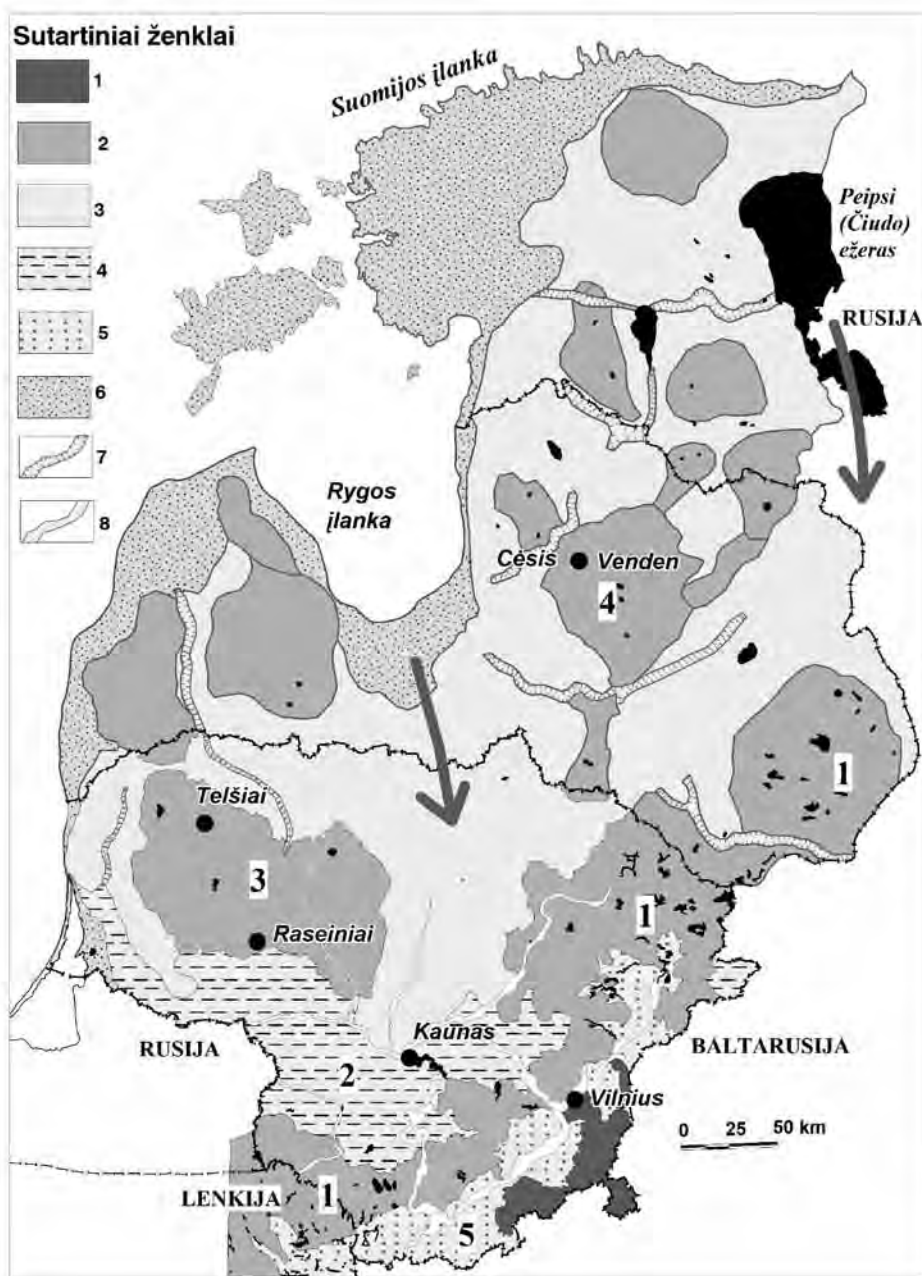 Sutartiniai ženklai
1
2
3
4
5
6
7
8
Suomijos įlanka
Peipsi
(Čiudo)
ežeras
RUSIJA
Rygos
įlanka
Cėsis Venden
4
1
Telšiai
3
1
Raseiniai
RUSIJA
Kaunas
BALTARUSIJA
2
Vilnius
0 25 50 km
LENKIJA
1
5